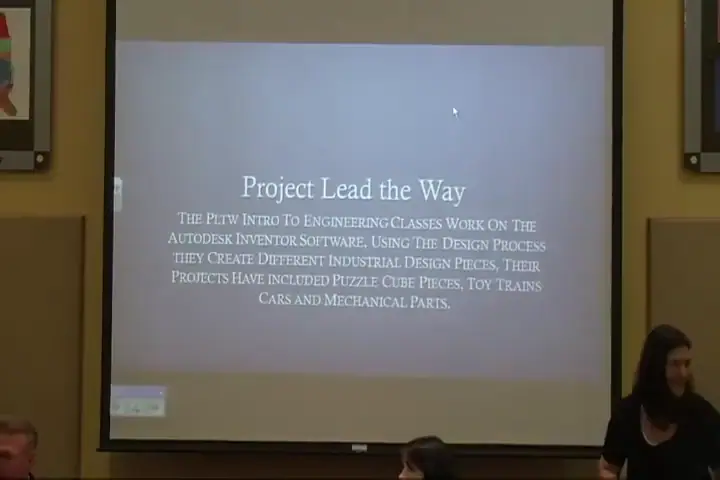 Project Lead the Way
THE PLTW INTRO TO ENGINEERING CLASSES WORK ON THE
AUTODESK INVENTOR SOFTWARE, USING THE DESIGN PROCESS
THEY CREATE DIFFERENT INDUSTRIAL DESIGN PIECES, THEIR
PROJECTS HAVE INCLUDED PUZZLE CUBE PIECES, TOY TRAINS
CARS AND MECHANICAL PARTS.